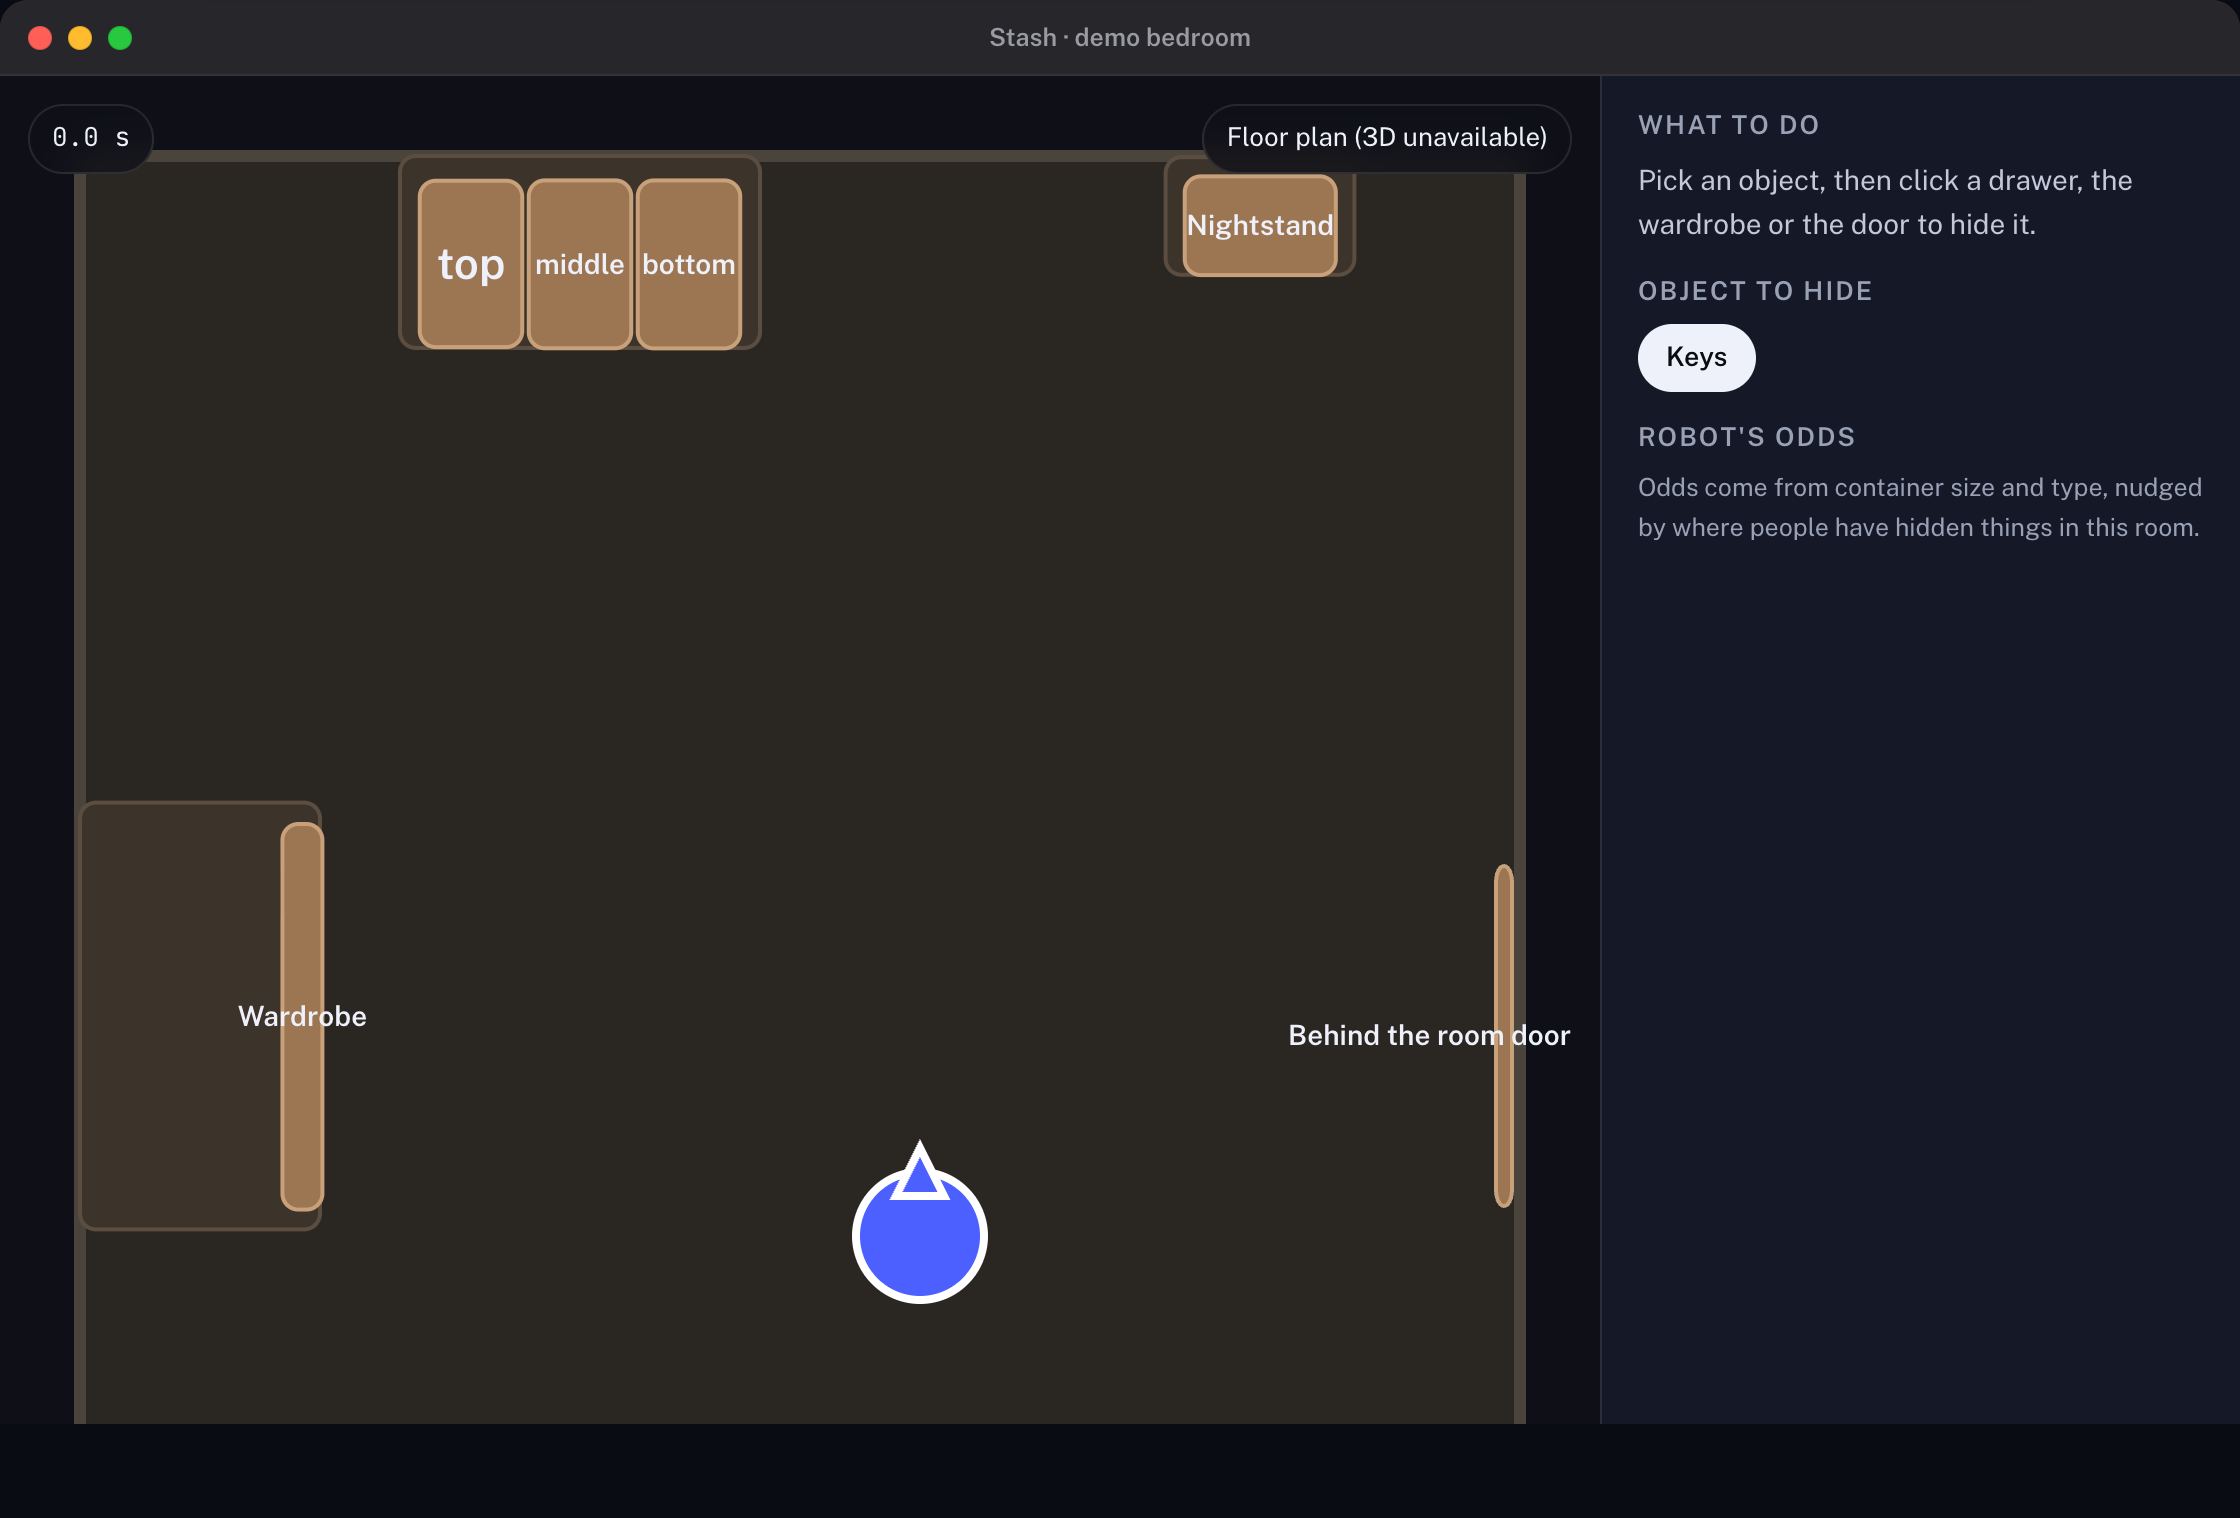 Stash · demo bedroom
0.0 s
Floor plan (3D unavailable)
top
middle
bottom
Nightstand
Wardrobe
Behind the room door
WHAT TO DO
Pick an object, then click a drawer, the
wardrobe or the door to hide it.
OBJECT TO HIDE
Keys
ROBOT'S ODDS
Odds come from container size and type, nudged
by where people have hidden things in this room.